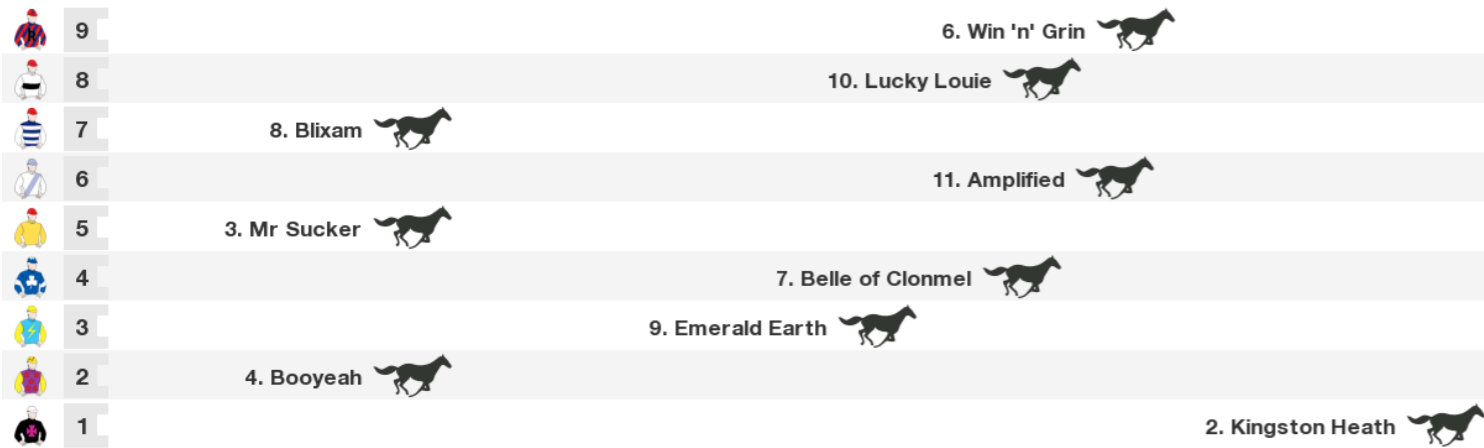 9 6. Win 'n' Grin
8 10. Lucky Louie
7 8. Blixam
6 11. Amplified
5 3. Mr Sucker
4 7. Belle of Clonmel
3 9. Emerald Earth
2 4. Booyeah
1 2. Kingston Heath